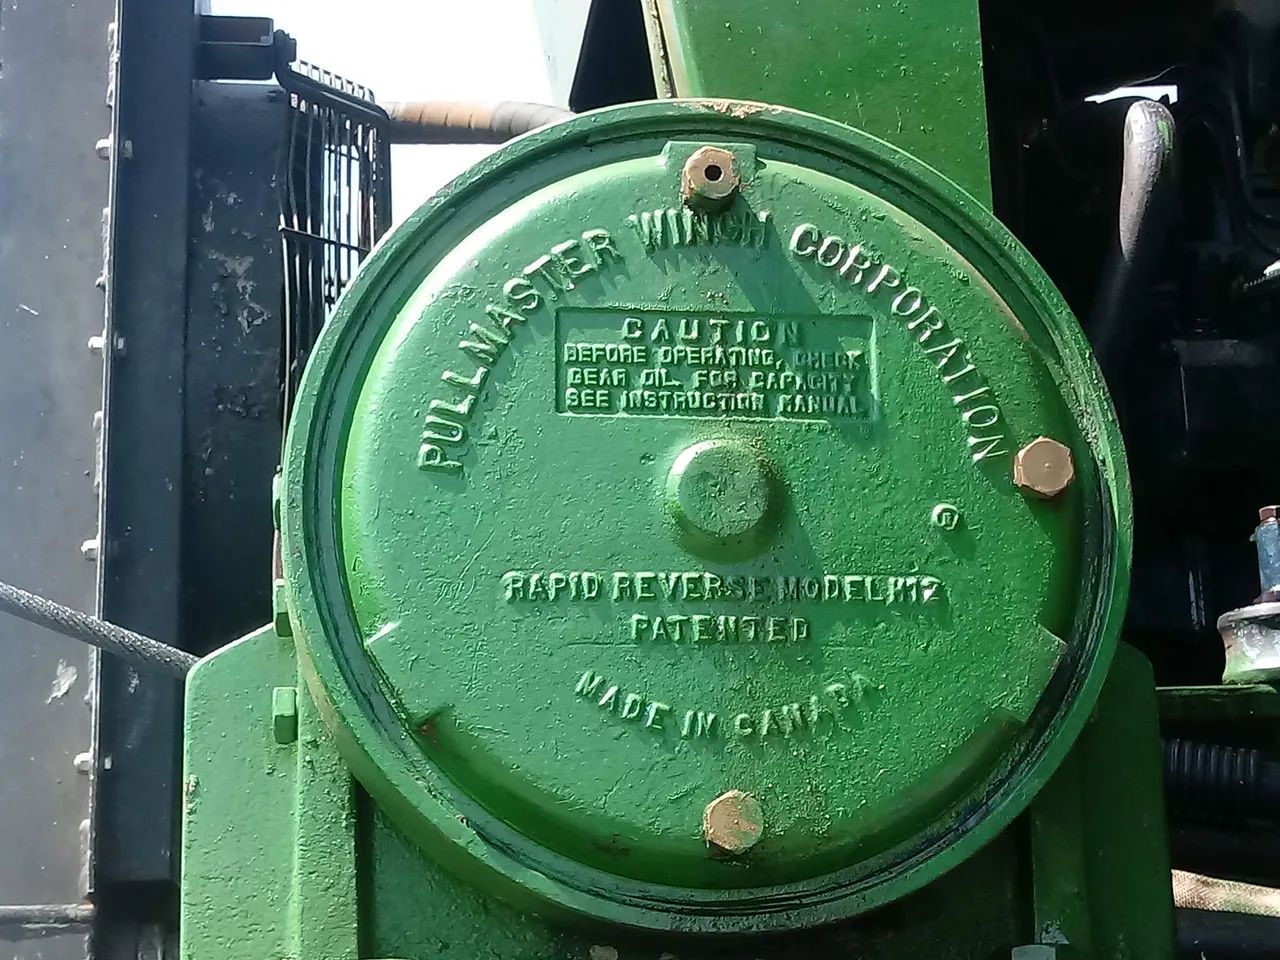 PULLMASTER WINCH CORPORATION
CAUTION
BEFORE OPERATING, CHECK
GEAR OIL. FOR CAPACITY
SEE INSTRUCTION MANUAL
RAPID REVERSE MODEL H12
PATENTED
MADE IN CANADA